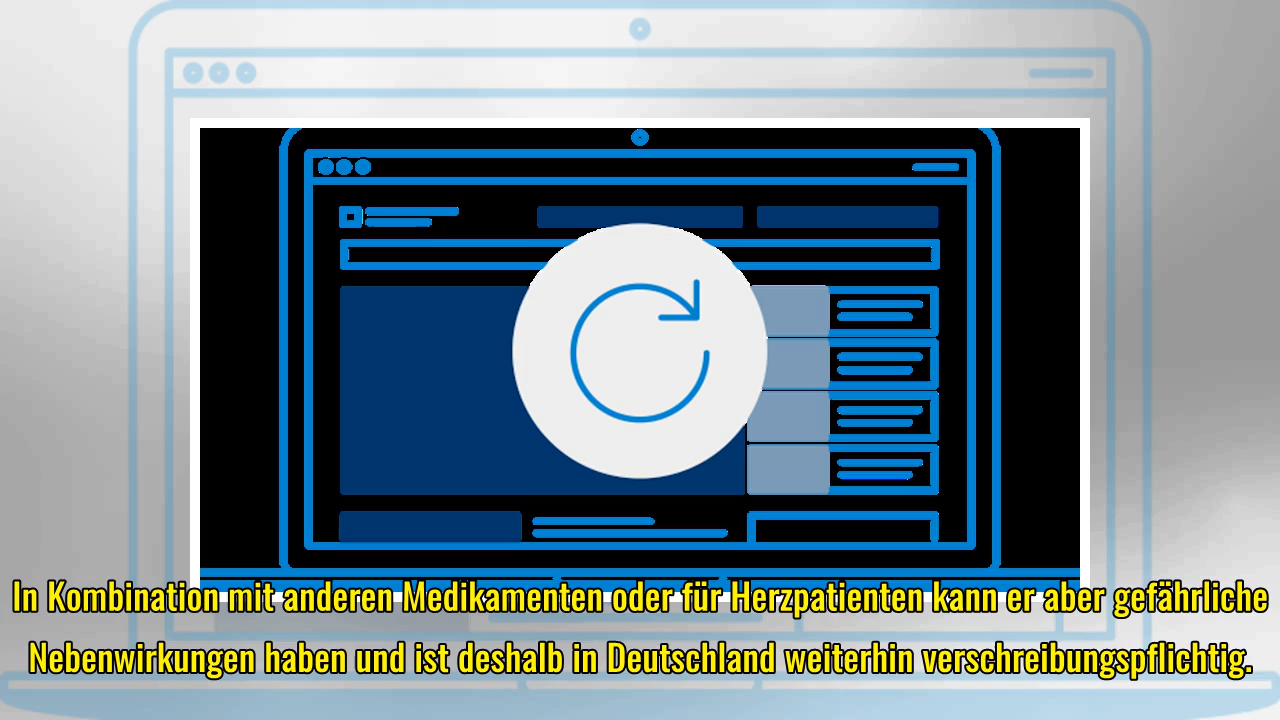 In Kombination mit anderen Medikamenten oder für Herzpatienten kann er aber gefährliche
Nebenwirkungen haben und ist deshalb in Deutschland weiterhin verschreibungspflichtig.